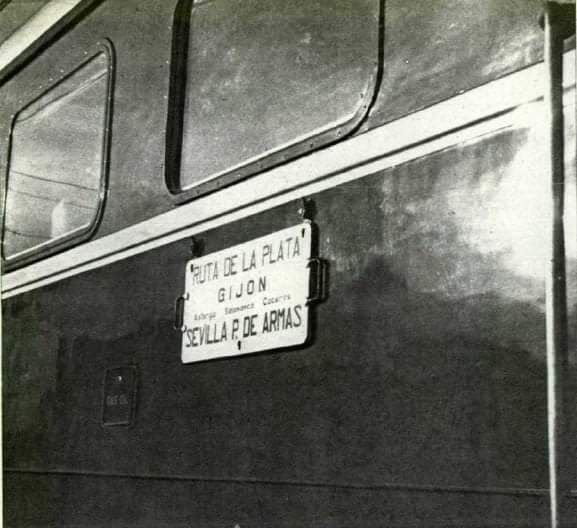 RUTA DE LA PLATA
GIJON
Astorga Salamanca Caceres
SEVILLA P. DE ARMAS